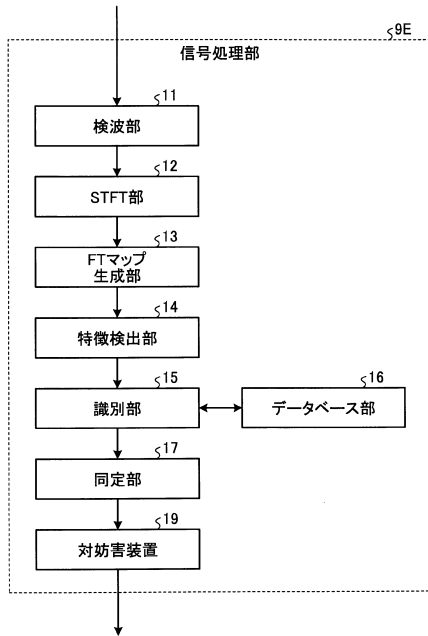 9E
信号処理部
11
検波部
12
STFT部
13
FTマップ
生成部
14
特徴検出部
15
識別部
16
データベース部
17
同定部
19
対妨害装置